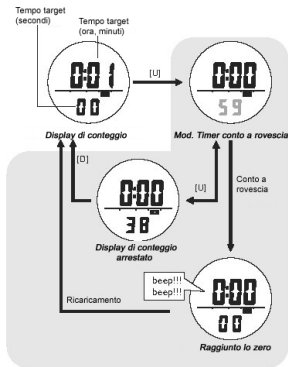 Tempo target
(secondi)
Tempo target
(ora, minuti)
0:01
00
Display di conteggio
[U]
0:00
59
Mod. Timer conto a rovescia
[D]
[U]
0:00
38
Display di conteggio
arrestato
Conto a
rovescia
beep!!!
beep!!!
0:00
00
Raggiunto lo zero
Ricaricamento